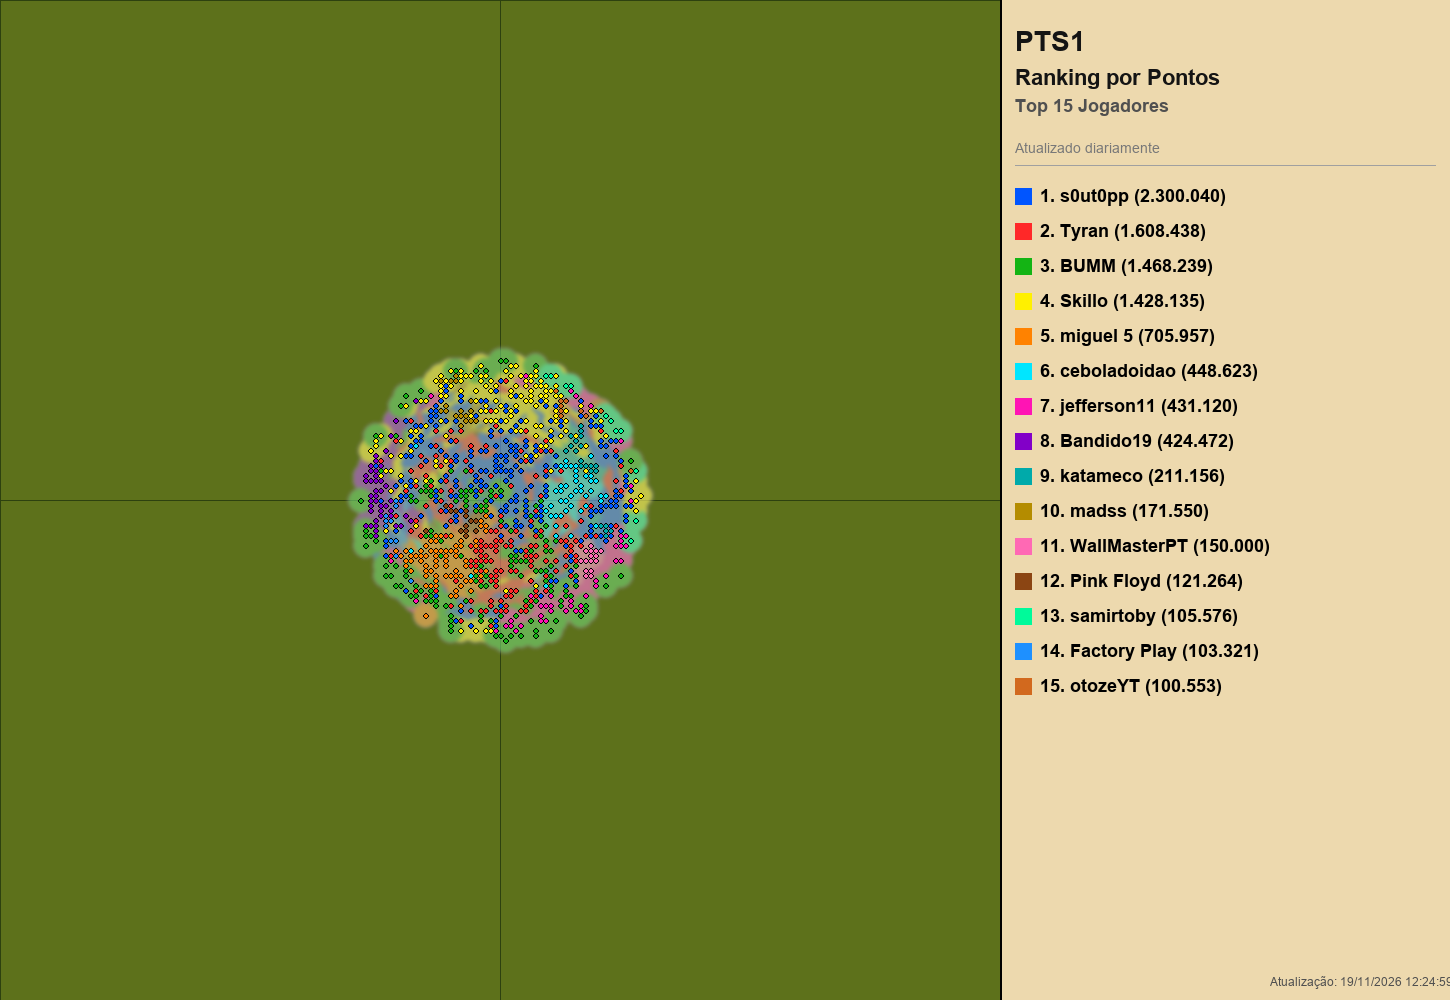 PTS1
Ranking por Pontos
Top 15 Jogadores
Atualizado diariamente
1. s0ut0pp (2.300.040)
2. Tyran (1.608.438)
3. BUMM (1.468.239)
4. Skillo (1.428.135)
5. miguel 5 (705.957)
6. ceboladoidao (448.623)
7. jefferson11 (431.120)
8. Bandido19 (424.472)
9. katameco (211.156)
10. madss (171.550)
11. WallMasterPT (150.000)
12. Pink Floyd (121.264)
13. samirtoby (105.576)
14. Factory Play (103.321)
15. otozeYT (100.553)
Atualização: 19/11/2026 12:24:59